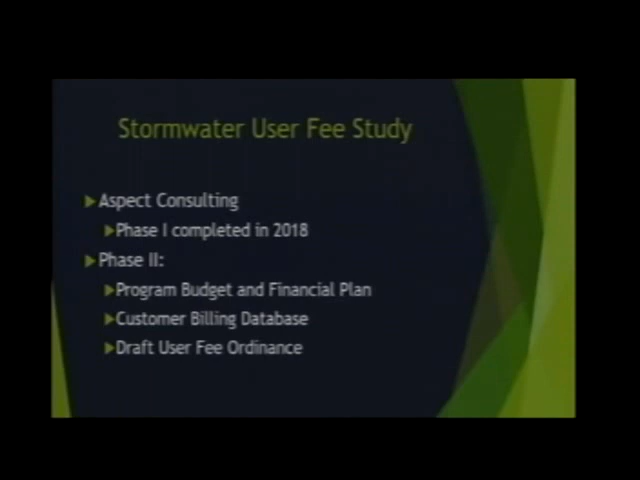 Stormwater User Fee Study
Aspect Consulting
Phase I completed in 2018
Phase II:
Program Budget and Financial Plan
Customer Billing Database
Draft User Fee Ordinance